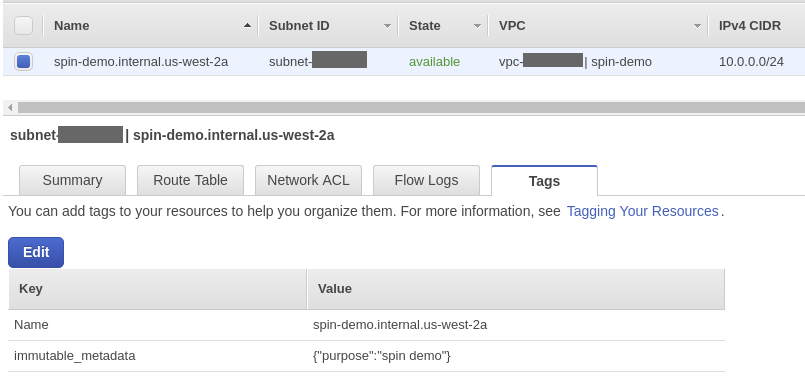 Name Subnet ID State VPC IPv4 CIDR
spin-demo.internal.us-west-2a subnet- available vpc- | spin-demo 10.0.0.0/24
subnet- | spin-demo.internal.us-west-2a
Summary Route Table Network ACL Flow Logs Tags
You can add tags to your resources to help you organize them. For more information, see Tagging Your Resources.
Edit
Key Value
Name spin-demo.internal.us-west-2a
immutable_metadata {"purpose":"spin demo"}